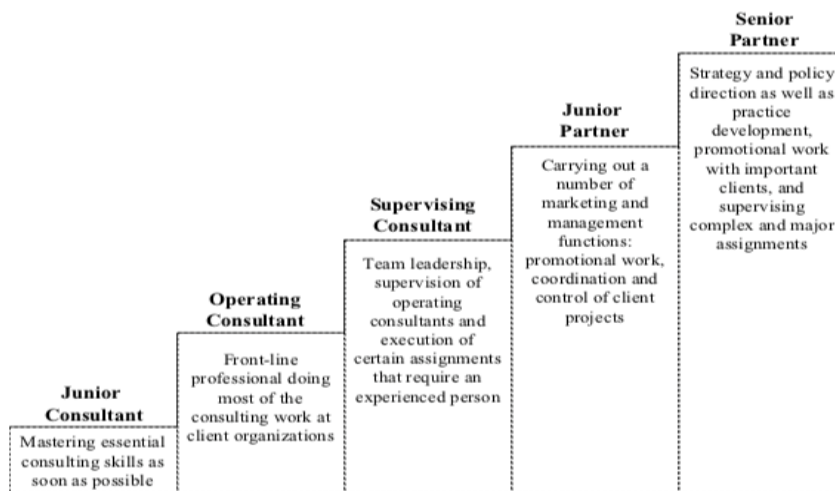 Senior
Partner
Strategy and policy
direction as well as
practice
development,
promotional work
with important
clients, and
supervising
complex and major
assignments
Junior
Partner
Carrying out a
number of
marketing and
management
functions:
promotional work,
coordination and
control of client
projects
Supervising
Consultant
Team leadership,
supervision of
operating
consultants and
execution of
certain assignments
that require an
experienced person
Operating
Consultant
Front-line
professional doing
most of the
consulting work at
client organizations
Junior
Consultant
Mastering essential
consulting skills as
soon as possible